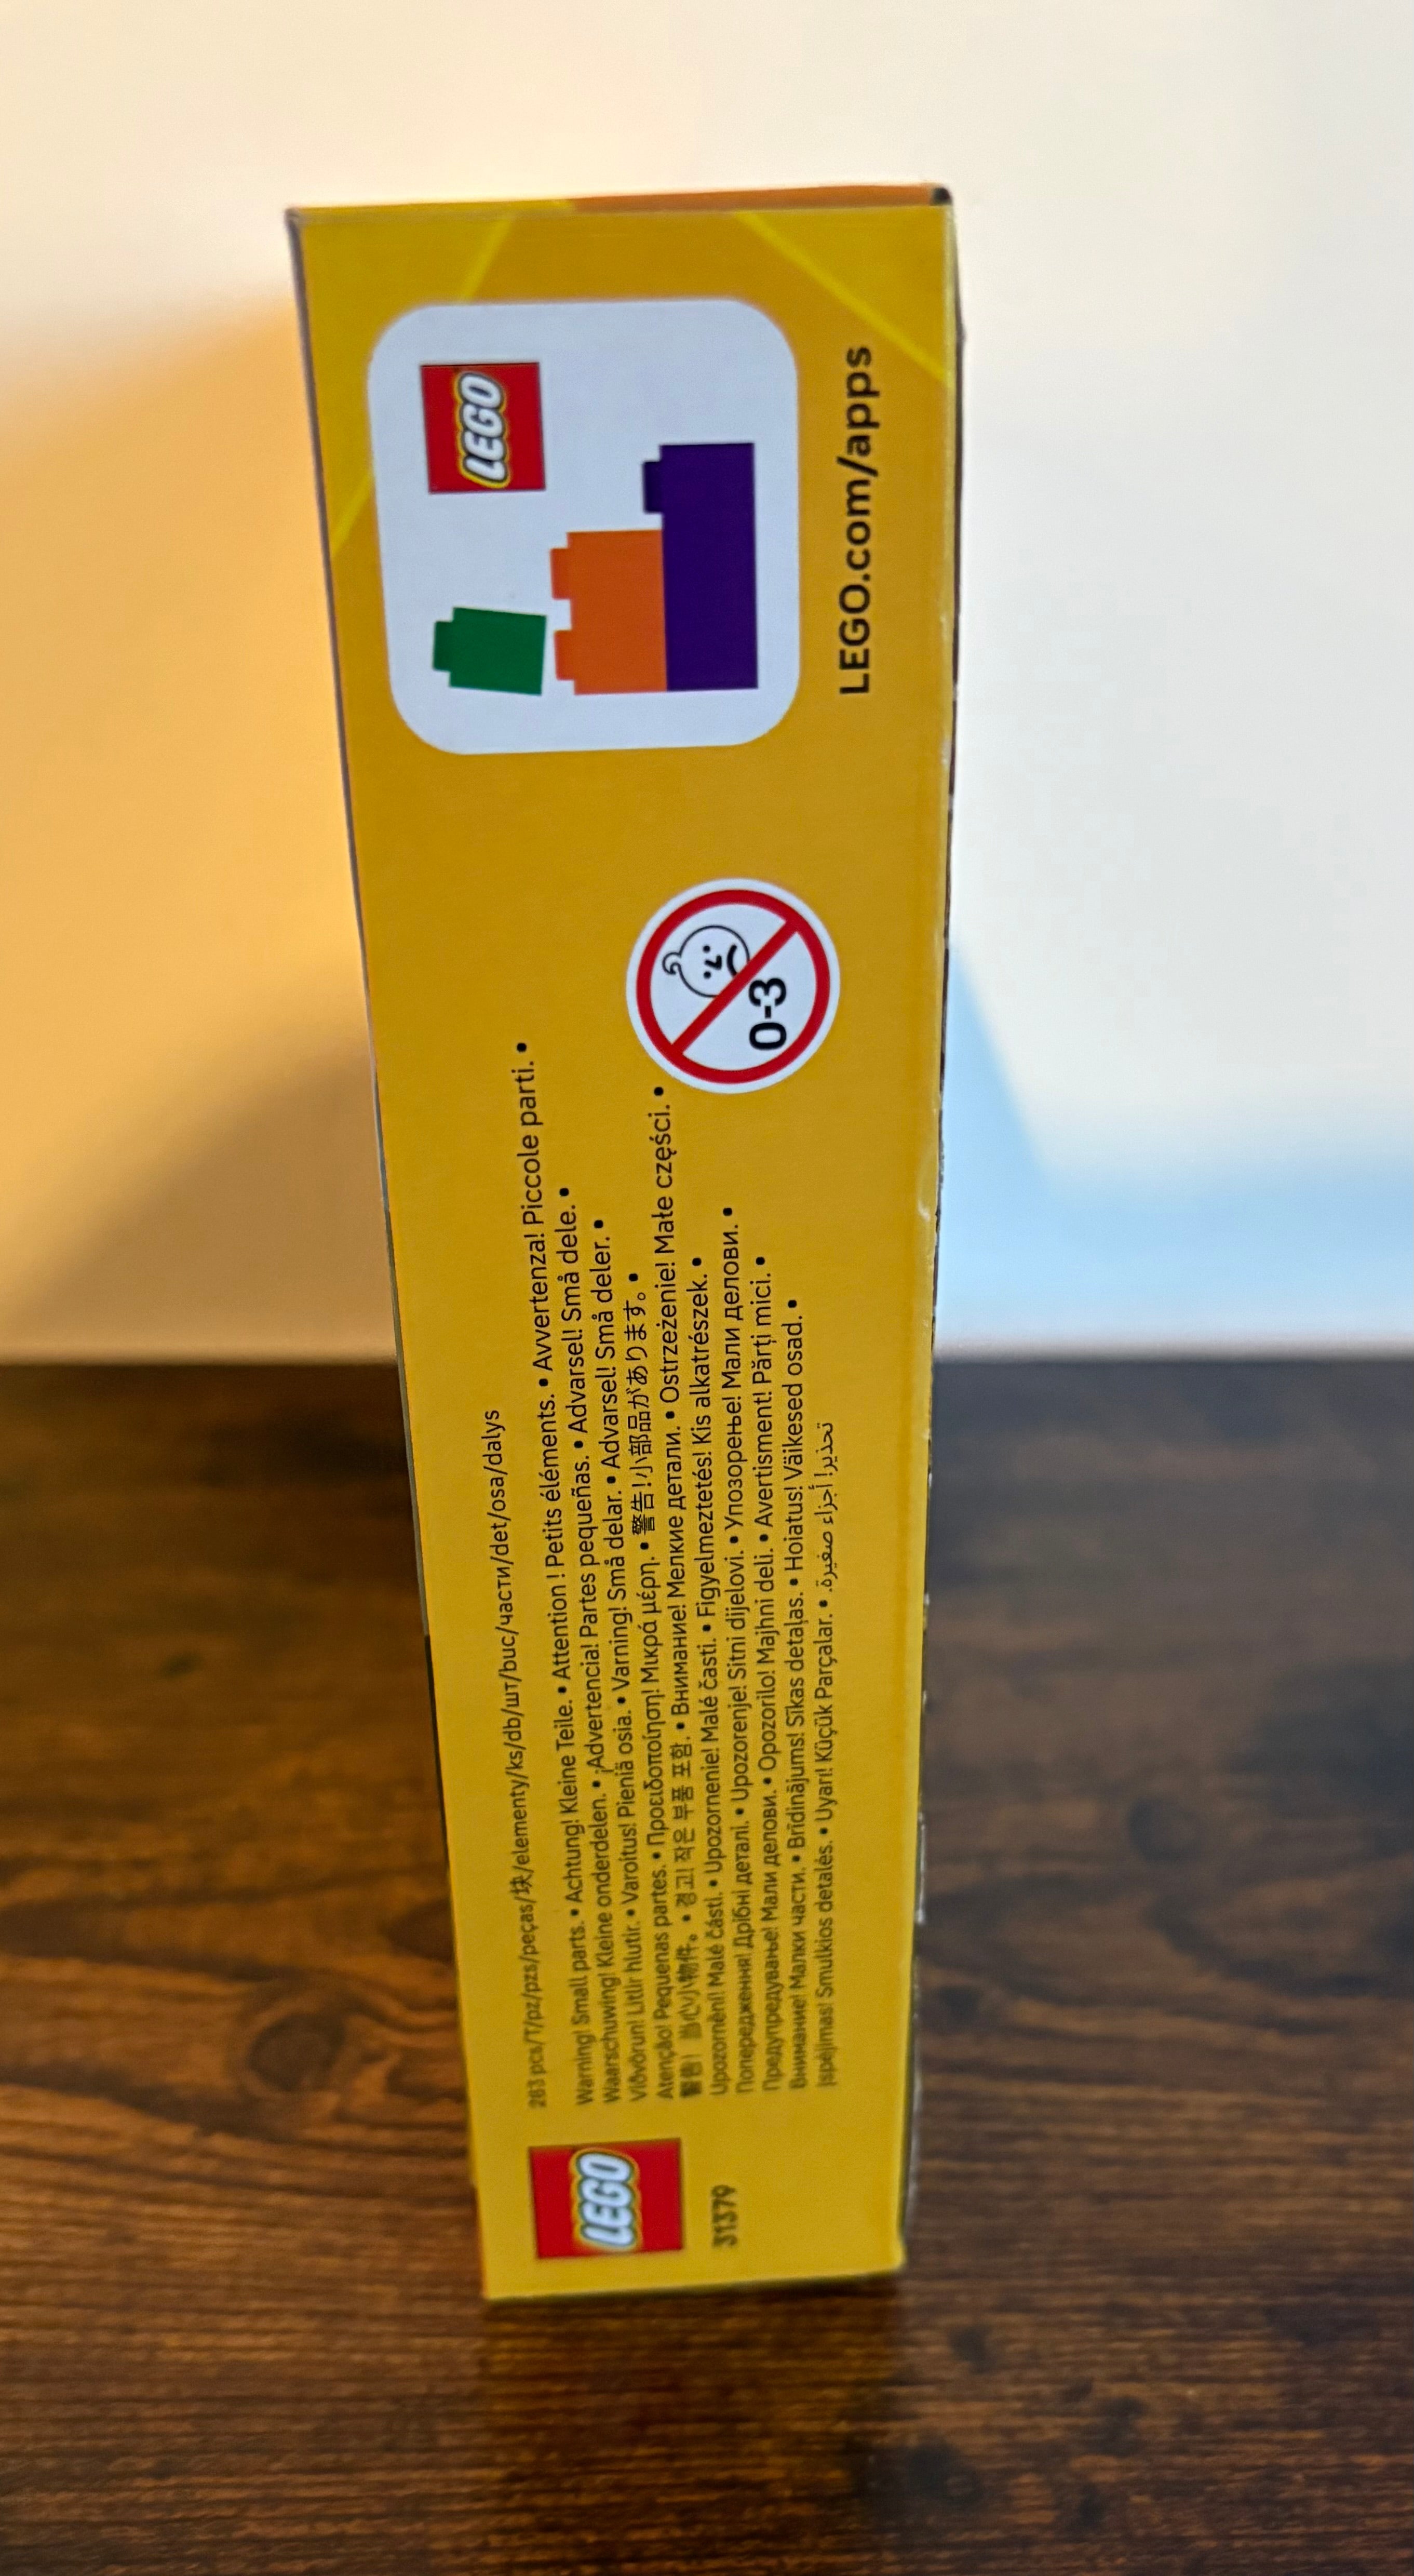 LEGO
31379
263 pcs/T/pz/pzs/peças/块/elementy/ks/db/шт/buc/части/det/osa/dalys
Warning! Small parts. • Achtung! Kleine Teile. • Attention ! Petits éléments. • Avvertenza! Piccole parti. •
Waarschuwing! Kleine onderdelen. • ¡Advertencia! Partes pequeñas. • Advarsel! Små dele. •
Viðvörun! Litlir hlutir. • Varoitus! Pieniä osia. • Varning! Små delar. • Advarsel! Små deler. •
Atenção! Pequenas partes. • Προειδοποίηση! Μικρά μέρη. • 警告!小部品があります。 •
警告! 当心小物件。 • 경고! 작은 부품 포함. • Внимание! Мелкие детали. • Ostrzeżenie! Małe części. •
Upozornění! Malé části. • Upozornenie! Malé časti. • Figyelmeztetés! Kis alkatrészek. •
Попередження! Дрібні деталі. • Upozorenje! Sitni dijelovi. • Упозорење! Мали делови. •
Предупредување! Мали делови. • Opozorilo! Majhni deli. • Avertisment! Părți mici. •
Внимание! Малки части. • Brīdinājums! Sīkas detaļas. • Hoiatus! Väikesed osad. •
Įspėjimas! Smulkios detalės. • Uyarı! Küçük Parçalar. • تحذير! أجزاء صغيرة.
0-3
LEGO
LEGO.com/apps